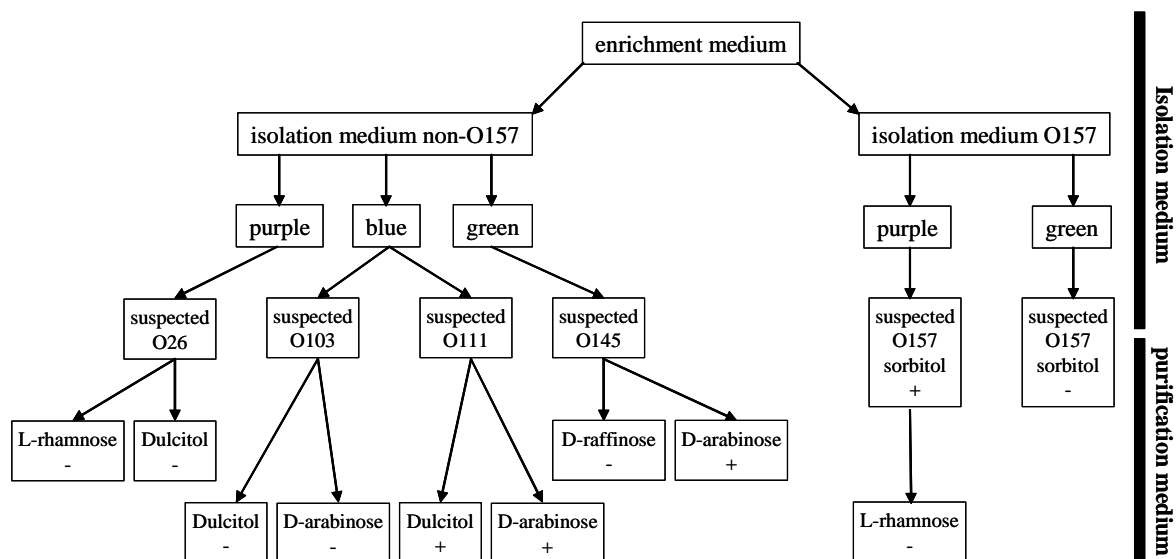 enrichment medium
isolation medium non-O157
isolation medium O157
purple
blue
green
purple
green
suspected
O26
suspected
O103
suspected
O111
suspected
O145
suspected
O157
sorbitol
+
suspected
O157
sorbitol
-
L-rhamnose
-
Dulcitol
-
D-raffinose
-
D-arabinose
+
Dulcitol
-
D-arabinose
-
Dulcitol
+
D-arabinose
+
L-rhamnose
-
Isolation medium
purification medium